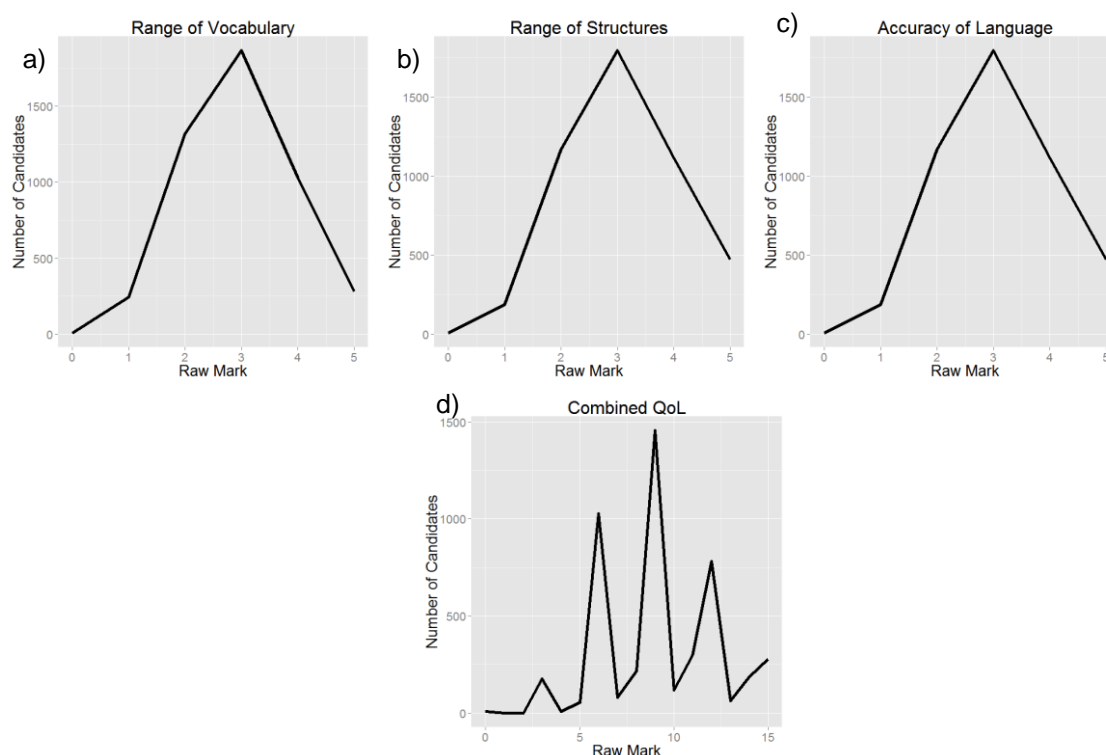 a)
Range of Vocabulary
Number of Candidates
1500
1000
500
0
0 1 2 3 4 5
Raw Mark
b)
Range of Structures
Number of Candidates
1500
1000
500
0
0 1 2 3 4 5
Raw Mark
c)
Accuracy of Language
Number of Candidates
1500
1000
500
0
0 1 2 3 4 5
Raw Mark
d)
Combined QoL
Number of Candidates
1500
1000
500
0
0 5 10 15
Raw Mark